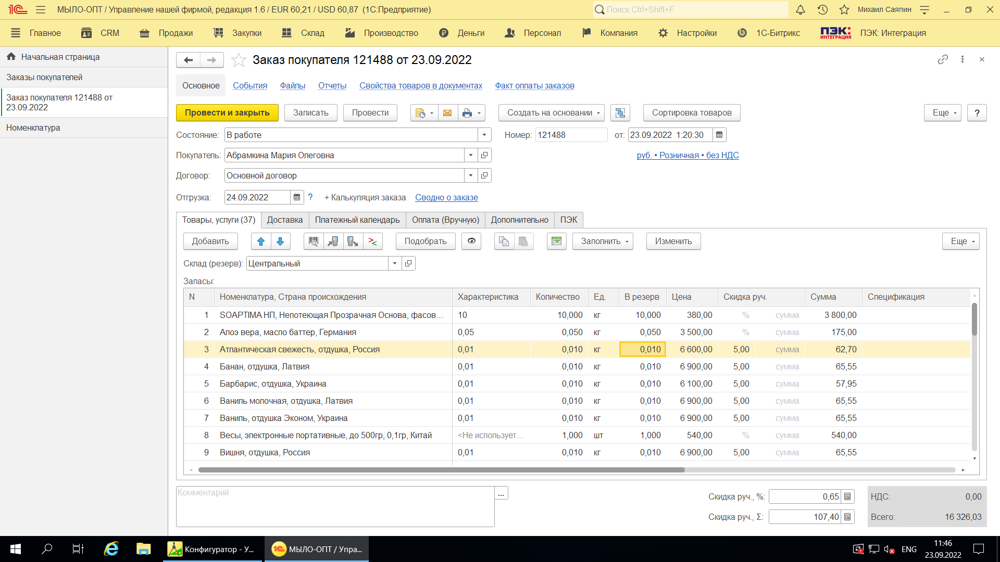 МЫЛО-ОПТ / Управление нашей фирмой, редакция 1.6 / EUR 60,21 / USD 60,87 (1С:Предприятие)
Поиск Ctrl+Shift+F
Михаил Саяпин
Главное CRM Продажи Закупки Склад Производство Деньги Персонал Компания Настройки 1С-Битрикс ПЭК: ИНТЕГРАЦИЯ ПЭК: Интеграция
Начальная страница
Заказы покупателей
Заказ покупателя 121488 от
23.09.2022
Номенклатура
Заказ покупателя 121488 от 23.09.2022
Основное События Файлы Отчеты Свойства товаров в документах Факт оплаты заказов
Провести и закрыть Записать Провести Создать на основании Сортировка товаров Еще ?
Состояние: В работе Номер: 121488 от: 23.09.2022 1:20:30
Покупатель: Абрамкина Мария Олеговна руб. • Розничная • без НДС
Договор: Основной договор
Отгрузка: 24.09.2022 ? + Калькуляция заказа Сводно о заказе
Товары, услуги (37) Доставка Платежный календарь Оплата (Вручную) Дополнительно ПЭК
Добавить Подобрать Заполнить Изменить Еще
Склад (резерв): Центральный
Запасы:
N Номенклатура, Страна происхождения Характеристика Количество Ед. В резерв Цена Скидка руч. Сумма Спецификация
1 SOAPTIMA НП, Непотеющая Прозрачная Основа, фасов... 10 10,000 кг 10,000 380,00 % сумма 3 800,00
2 Алоэ вера, масло баттер, Германия 0,05 0,050 кг 0,050 3 500,00 % сумма 175,00
3 Атлантическая свежесть, отдушка, Россия 0,01 0,010 кг 0,010 6 600,00 5,00 сумма 62,70
4 Банан, отдушка, Латвия 0,01 0,010 кг 0,010 6 900,00 5,00 сумма 65,55
5 Барбарис, отдушка, Украина 0,01 0,010 кг 0,010 6 100,00 5,00 сумма 57,95
6 Ваниль молочная, отдушка, Латвия 0,01 0,010 кг 0,010 6 900,00 5,00 сумма 65,55
7 Ваниль, отдушка Эконом, Украина 0,01 0,010 кг 0,010 6 900,00 5,00 сумма 65,55
8 Весы, электронные портативные, до 500гр, 0,1гр, Китай <Не использует... 1,000 шт 1,000 540,00 % сумма 540,00
9 Вишня, отдушка, Россия 0,01 0,010 кг 0,010 6 900,00 5,00 сумма 65,55
Комментарий ...
Скидка руч., %: 0,65 НДС: 0,00
Скидка руч., Σ: 107,40 Всего: 16 326,03
Конфигуратор - У... МЫЛО-ОПТ / Упра... ENG 11:46
23.09.2022